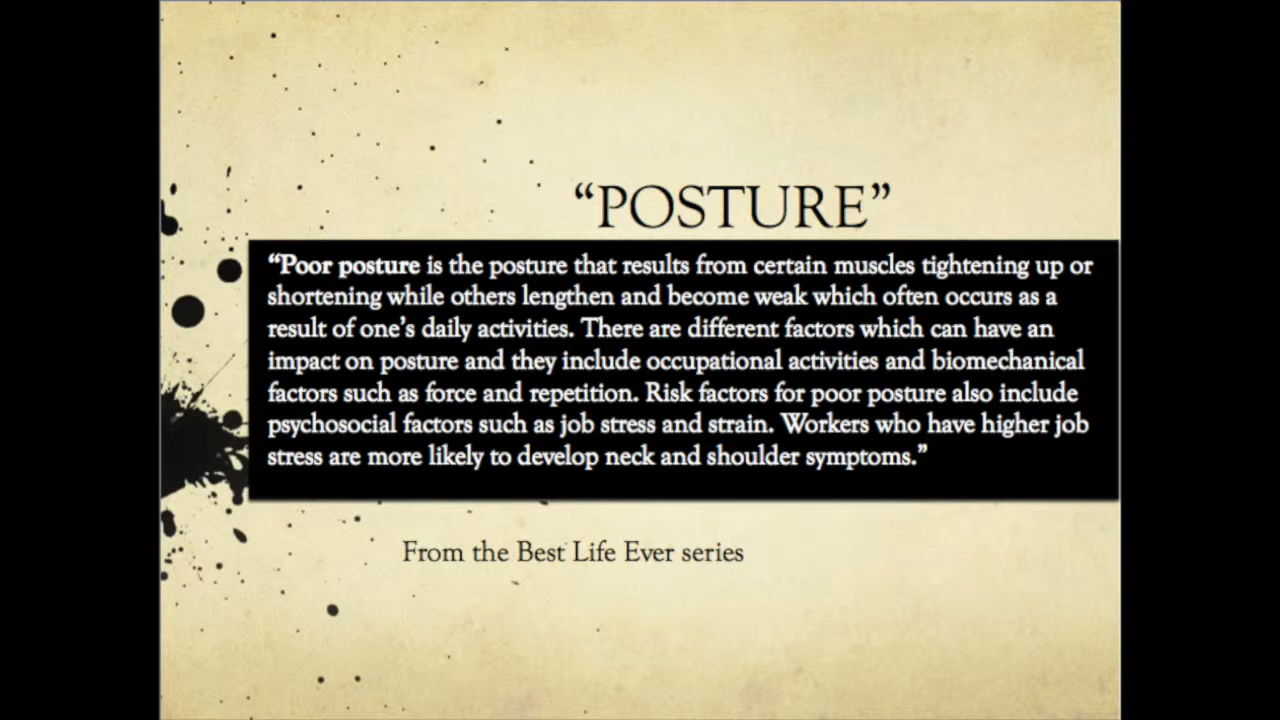 “POSTURE”
“Poor posture is the posture that results from certain muscles tightening up or
shortening while others lengthen and become weak which often occurs as a
result of one’s daily activities. There are different factors which can have an
impact on posture and they include occupational activities and biomechanical
factors such as force and repetition. Risk factors for poor posture also include
psychosocial factors such as job stress and strain. Workers who have higher job
stress are more likely to develop neck and shoulder symptoms.”
From the Best Life Ever series